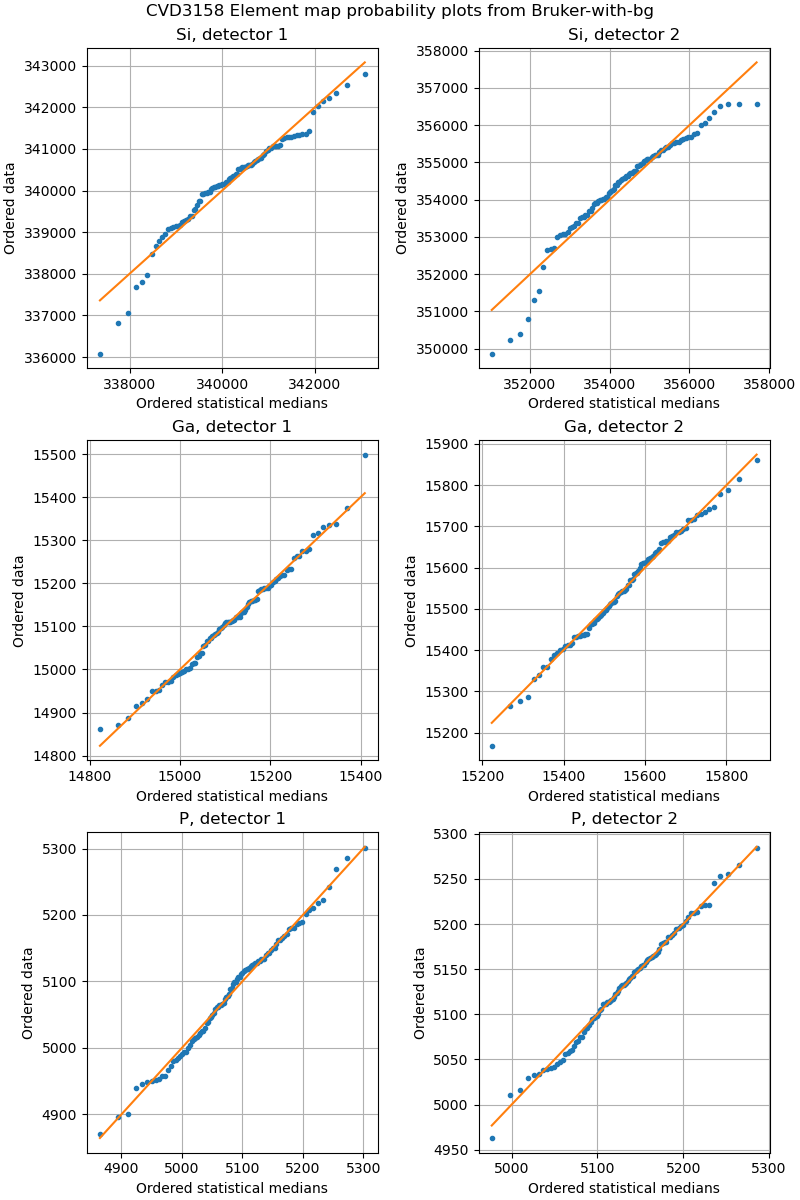 CVD3158 Element map probability plots from Bruker-with-bg
Si, detector 1
343000
342000
341000
340000
339000
338000
337000
336000
Ordered data
338000 340000 342000
Ordered statistical medians
Si, detector 2
358000
357000
356000
355000
354000
353000
352000
351000
350000
Ordered data
352000 354000 356000 358000
Ordered statistical medians
Ga, detector 1
15500
15400
15300
15200
15100
15000
14900
14800
Ordered data
14800 15000 15200 15400
Ordered statistical medians
Ga, detector 2
15900
15800
15700
15600
15500
15400
15300
15200
Ordered data
15200 15400 15600 15800
Ordered statistical medians
P, detector 1
5300
5200
5100
5000
4900
Ordered data
4900 5000 5100 5200 5300
Ordered statistical medians
P, detector 2
5300
5250
5200
5150
5100
5050
5000
4950
Ordered data
5000 5100 5200 5300
Ordered statistical medians